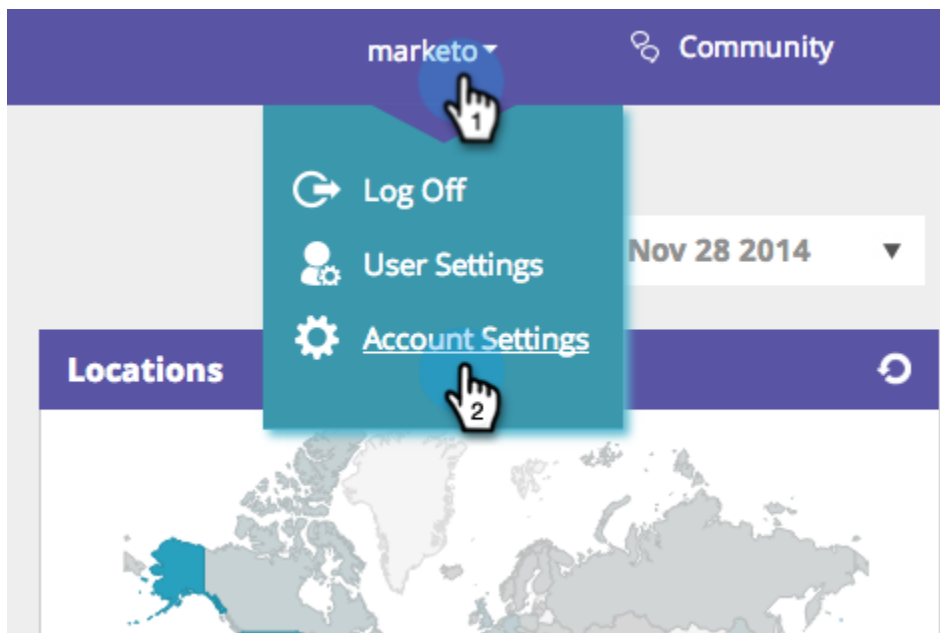 marketo
Community
1
Log Off
User Settings
Nov 28 2014
Account Settings
Locations
2